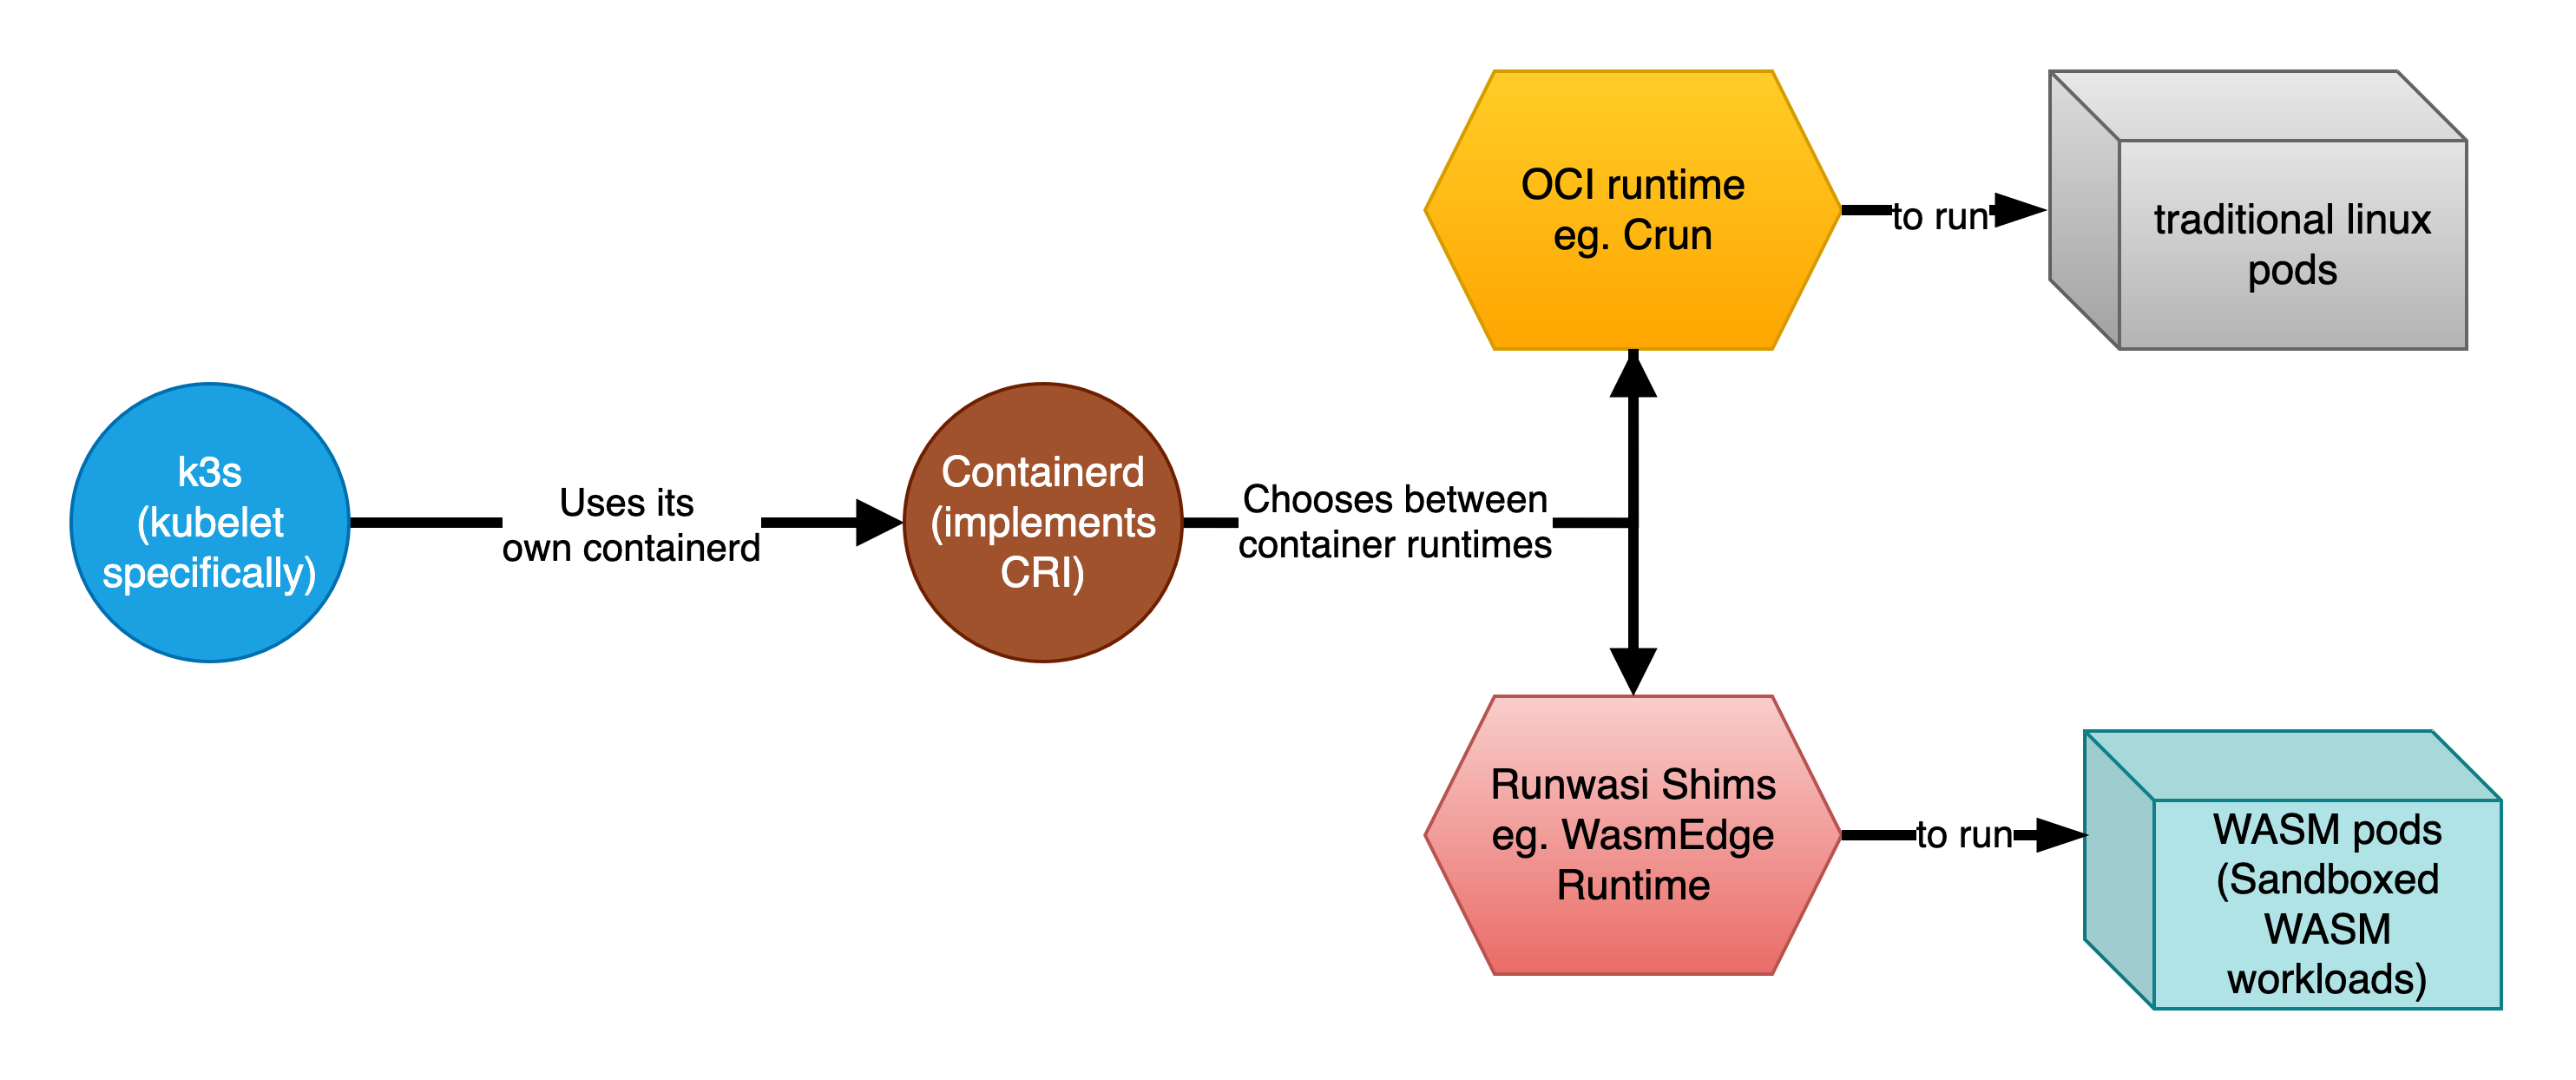 k3s
(kubelet
specifically)
Uses its
own containerd
Containerd
(implements
CRI)
Chooses between
container runtimes
OCI runtime
eg. Crun
to run
traditional linux
pods
Runwasi Shims
eg. WasmEdge
Runtime
to run
WASM pods
(Sandboxed
WASM
workloads)